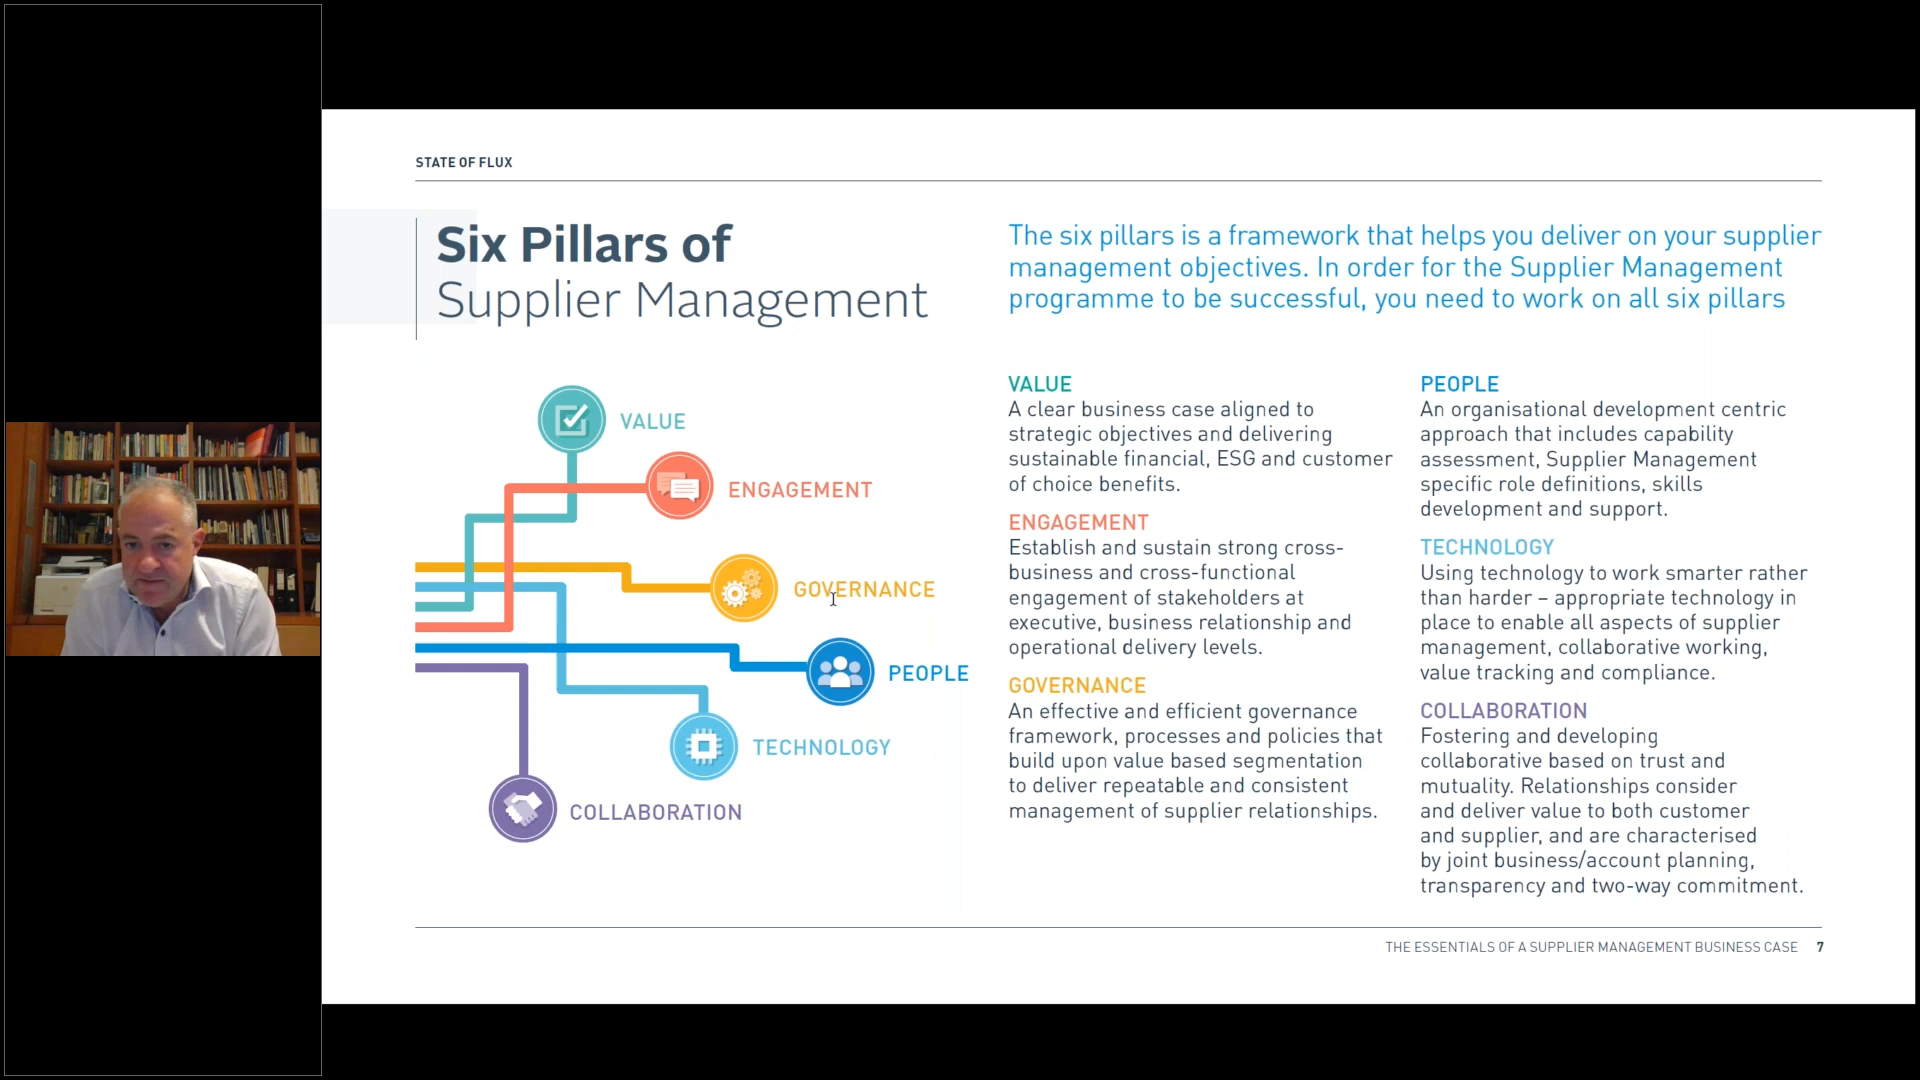 STATE OF FLUX
Six Pillars of
Supplier Management
The six pillars is a framework that helps you deliver on your supplier
management objectives. In order for the Supplier Management
programme to be successful, you need to work on all six pillars
VALUE
ENGAGEMENT
GOVERNANCE
PEOPLE
TECHNOLOGY
COLLABORATION
VALUE
A clear business case aligned to
strategic objectives and delivering
sustainable financial, ESG and customer
of choice benefits.
ENGAGEMENT
Establish and sustain strong cross-
business and cross-functional
engagement of stakeholders at
executive, business relationship and
operational delivery levels.
GOVERNANCE
An effective and efficient governance
framework, processes and policies that
build upon value based segmentation
to deliver repeatable and consistent
management of supplier relationships.
PEOPLE
An organisational development centric
approach that includes capability
assessment, Supplier Management
specific role definitions, skills
development and support.
TECHNOLOGY
Using technology to work smarter rather
than harder – appropriate technology in
place to enable all aspects of supplier
management, collaborative working,
value tracking and compliance.
COLLABORATION
Fostering and developing
collaborative based on trust and
mutuality. Relationships consider
and deliver value to both customer
and supplier, and are characterised
by joint business/account planning,
transparency and two-way commitment.
THE ESSENTIALS OF A SUPPLIER MANAGEMENT BUSINESS CASE 7